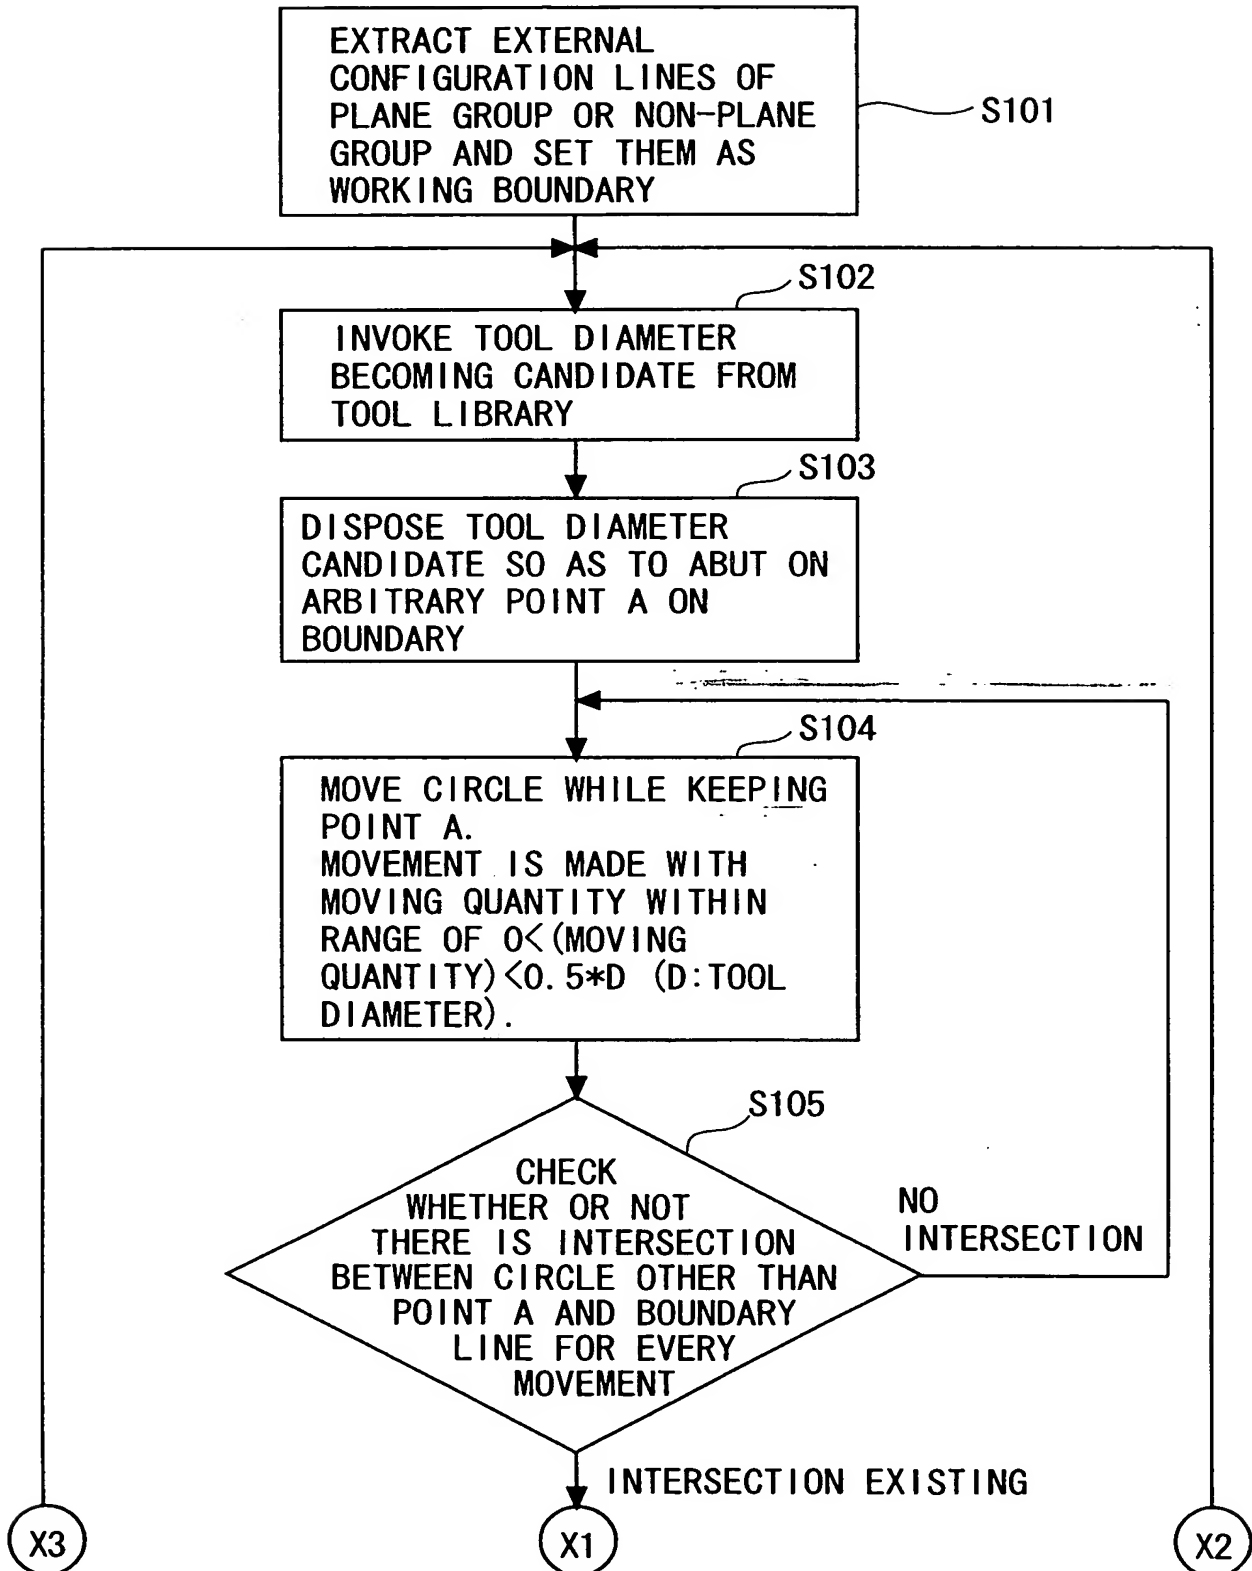 EXTRACT EXTERNAL
CONFIGURATION LINES OF
PLANE GROUP OR NON-PLANE
GROUP AND SET THEM AS
WORKING BOUNDARY
S101
S102
INVOKE TOOL DIAMETER
BECOMING CANDIDATE FROM
TOOL LIBRARY
S103
DISPOSE TOOL DIAMETER
CANDIDATE SO AS TO ABUT ON
ARBITRARY POINT A ON
BOUNDARY
S104
MOVE CIRCLE WHILE KEEPING
POINT A.
MOVEMENT IS MADE WITH
MOVING QUANTITY WITHIN
RANGE OF 0<(MOVING
QUANTITY)<0.5*D (D:TOOL
DIAMETER).
S105
CHECK
WHETHER OR NOT
THERE IS INTERSECTION
BETWEEN CIRCLE OTHER THAN
POINT A AND BOUNDARY
LINE FOR EVERY
MOVEMENT
NO
INTERSECTION
INTERSECTION EXISTING
X3
X1
X2